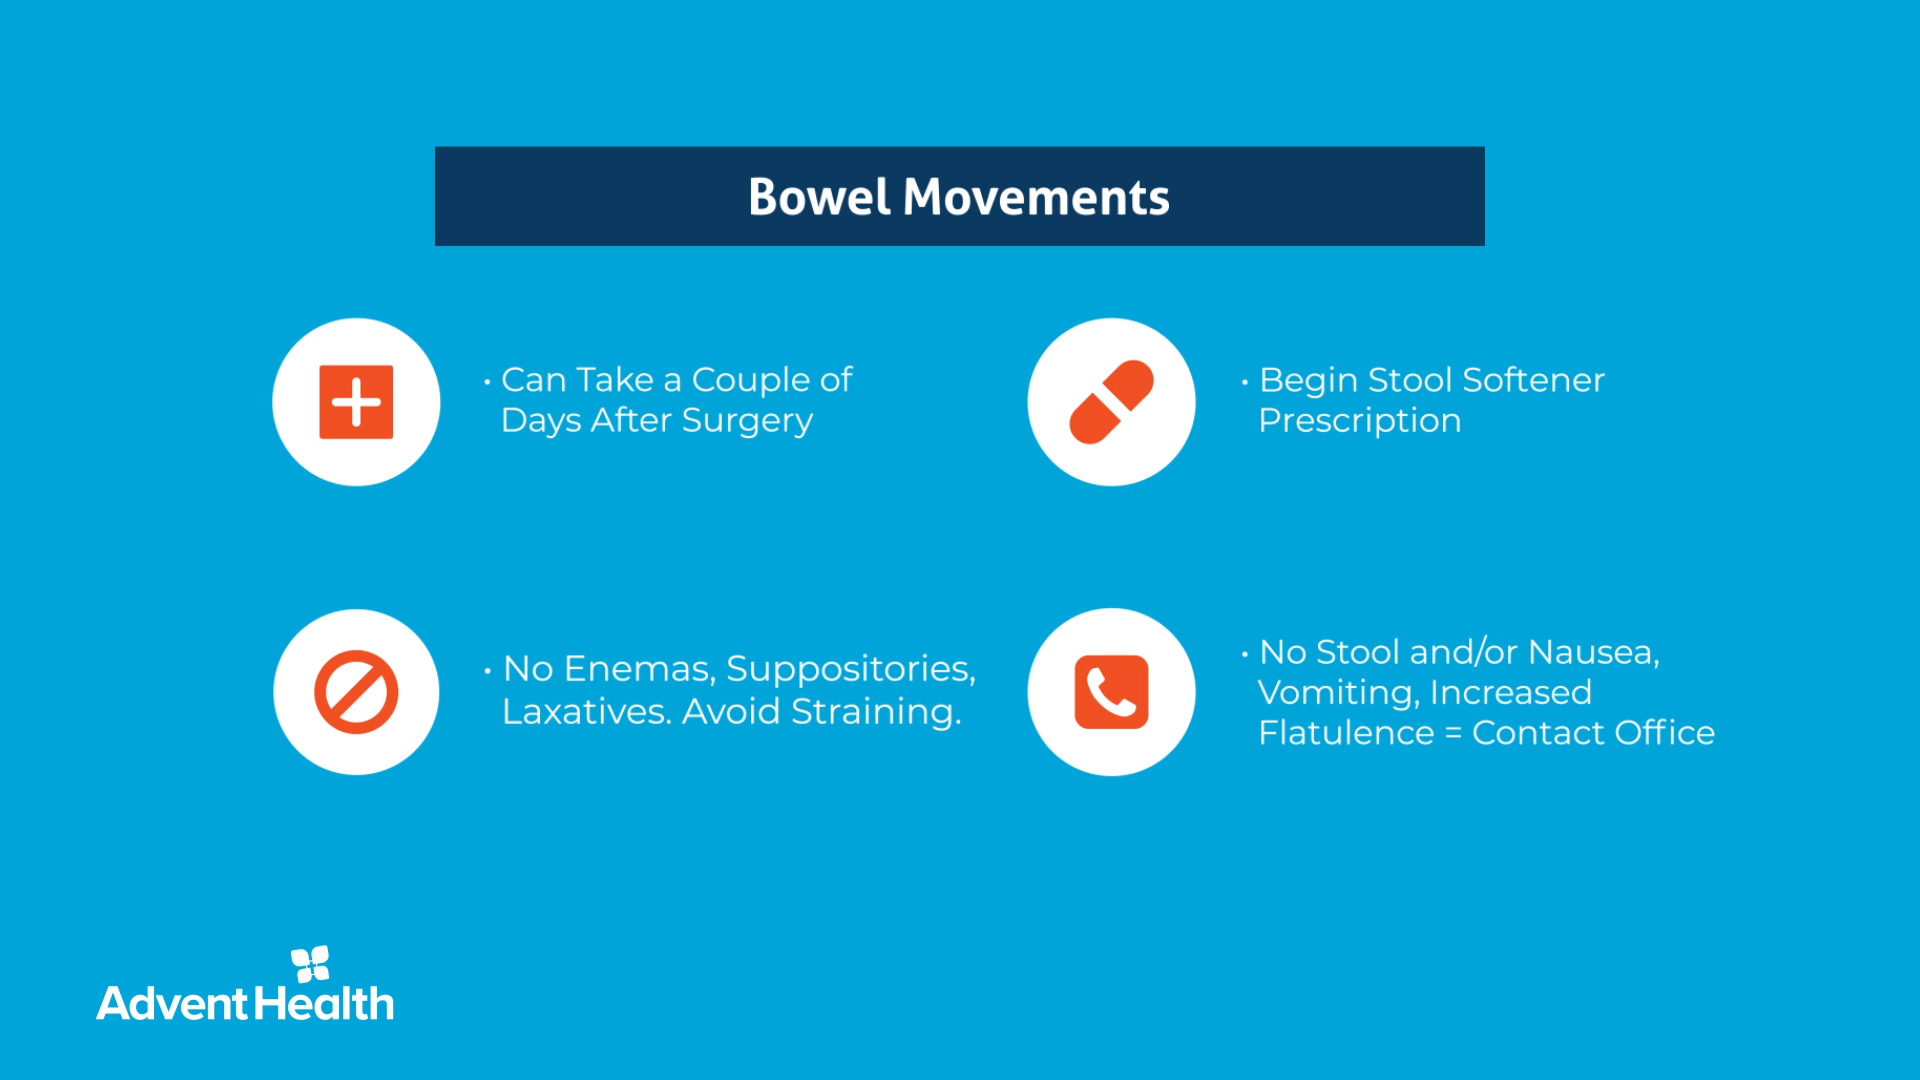 Bowel Movements
• Can Take a Couple of
Days After Surgery
• Begin Stool Softener
Prescription
• No Enemas, Suppositories,
Laxatives. Avoid Straining.
• No Stool and/or Nausea,
Vomiting, Increased
Flatulence = Contact Office
AdventHealth